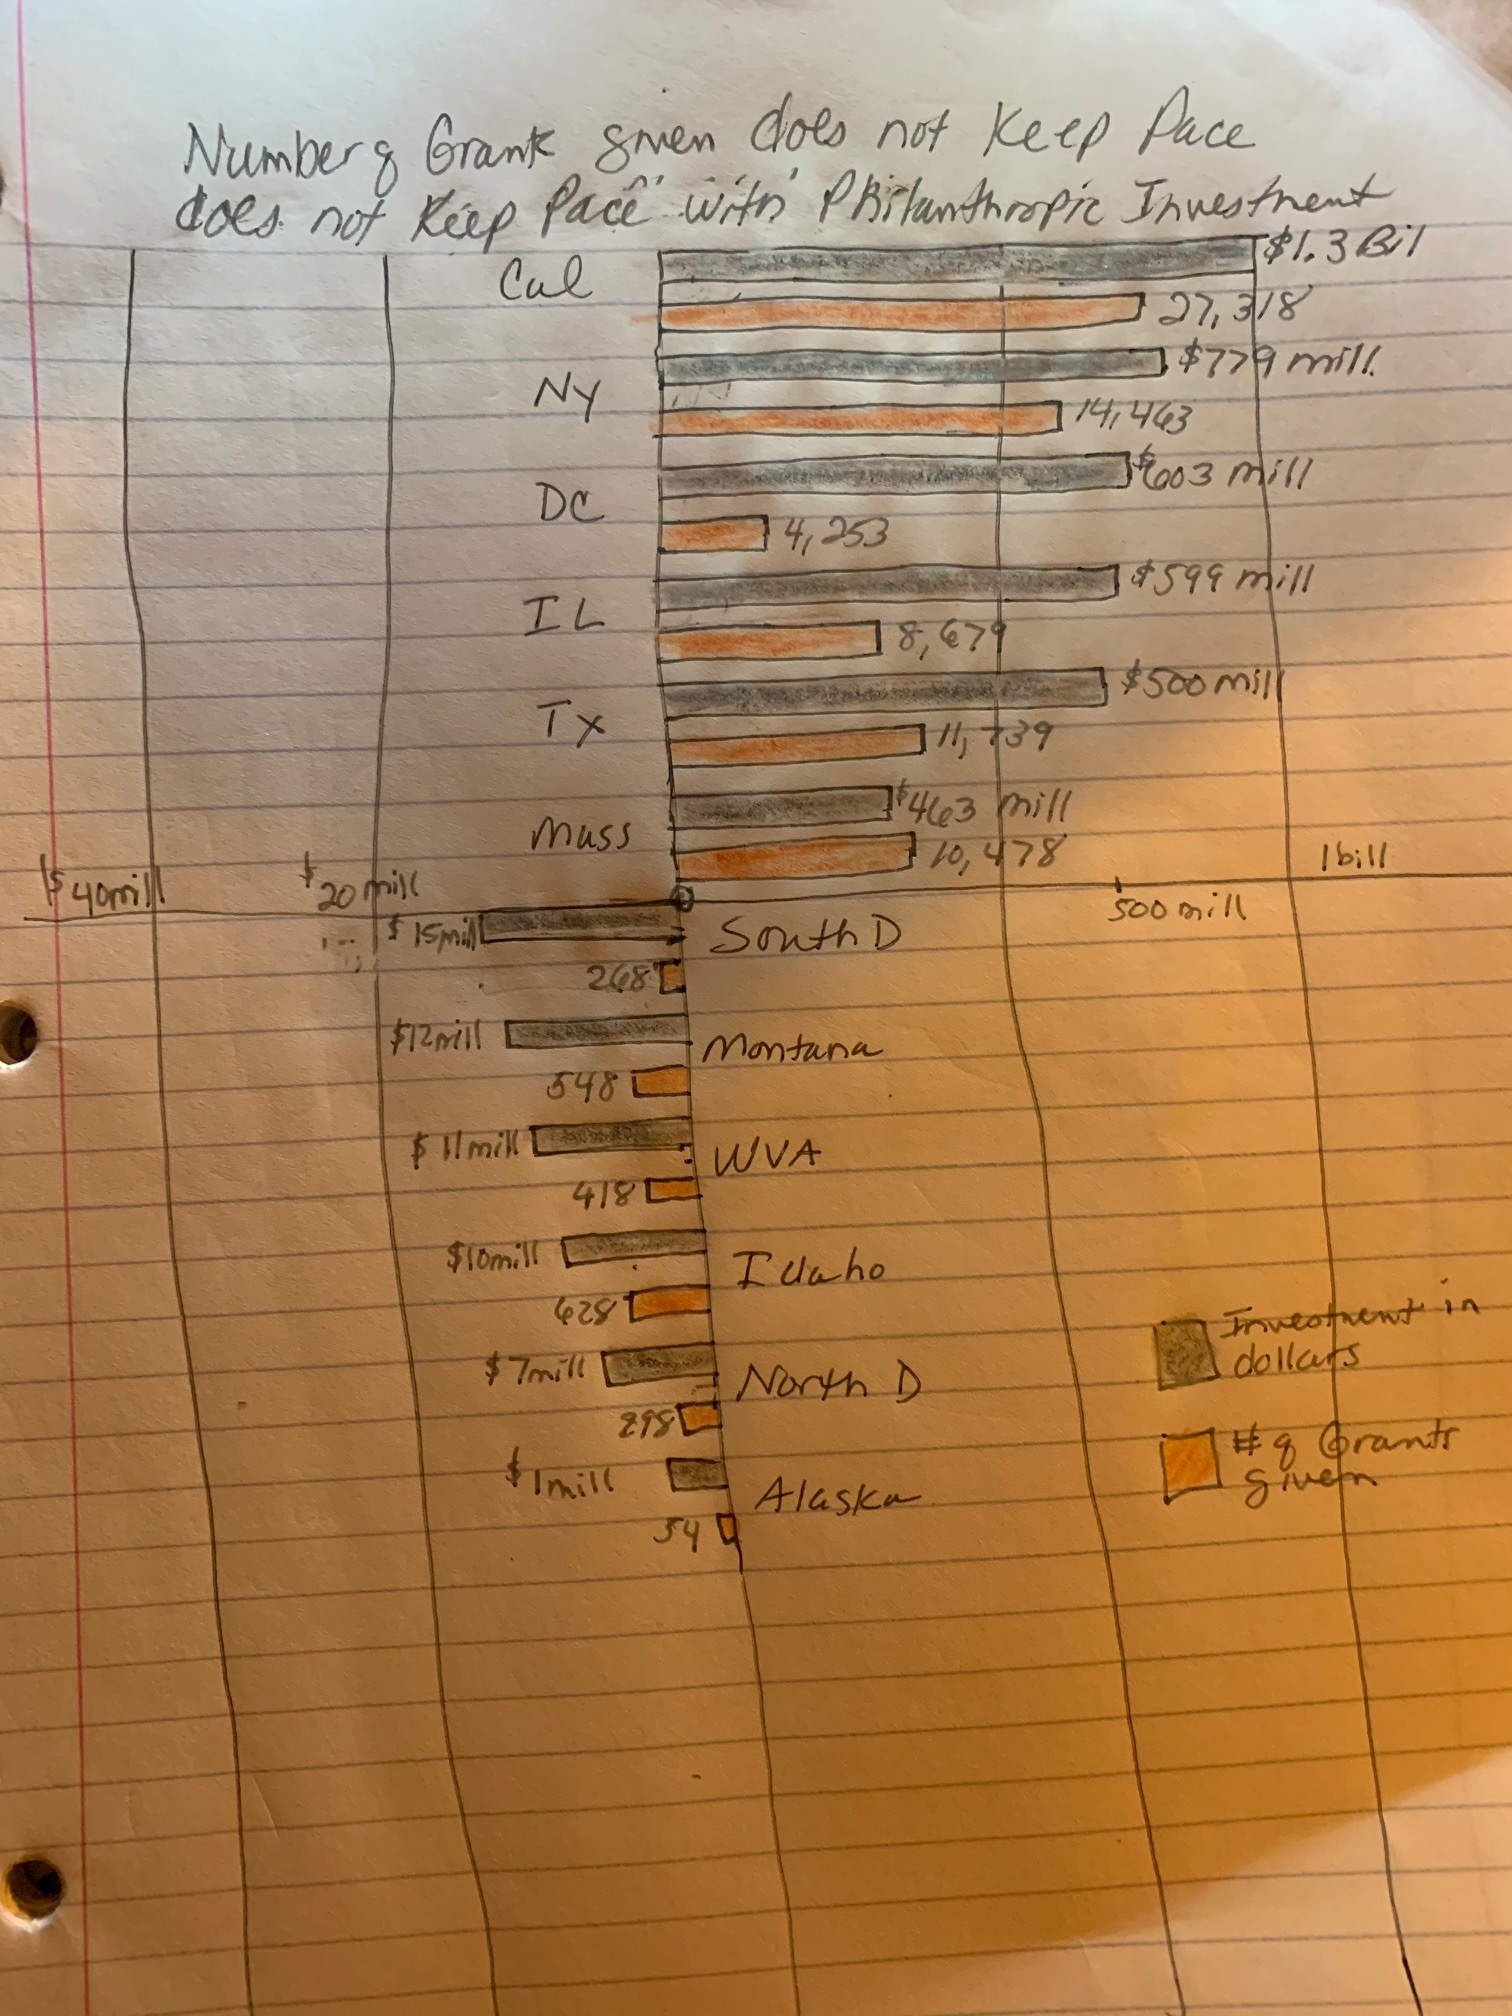 Number of Grants given does not Keep Pace
does not Keep Pace with Philanthropic Investment
Cal
$1.3 Bil
27,318
NY
$779 mill.
14,463
DC
$603 mill
4,253
IL
$599 mill
8,679
TX
$500 mill
11,739
Mass
$463 mill
10,478
$40mill
$20 mill
500 mill
1 bill
$15mill
South D
268
$12mill
Montana
548
$11mill
WVA
418
$10mill
Idaho
628
$7mill
North D
298
$1mill
Alaska
54
Investment in
dollars
# of Grants
given